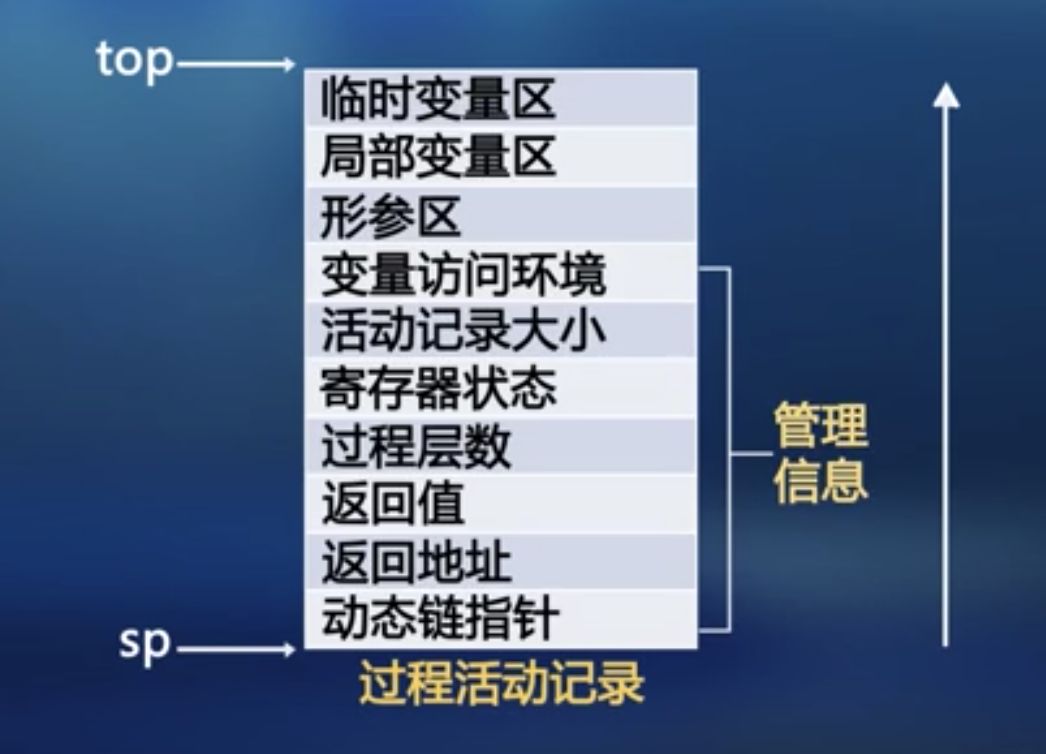 top
临时变量区
局部变量区
形参区
变量访问环境
活动记录大小
寄存器状态
过程层数
返回值
返回地址
动态链指针
管理
信息
sp
过程活动记录